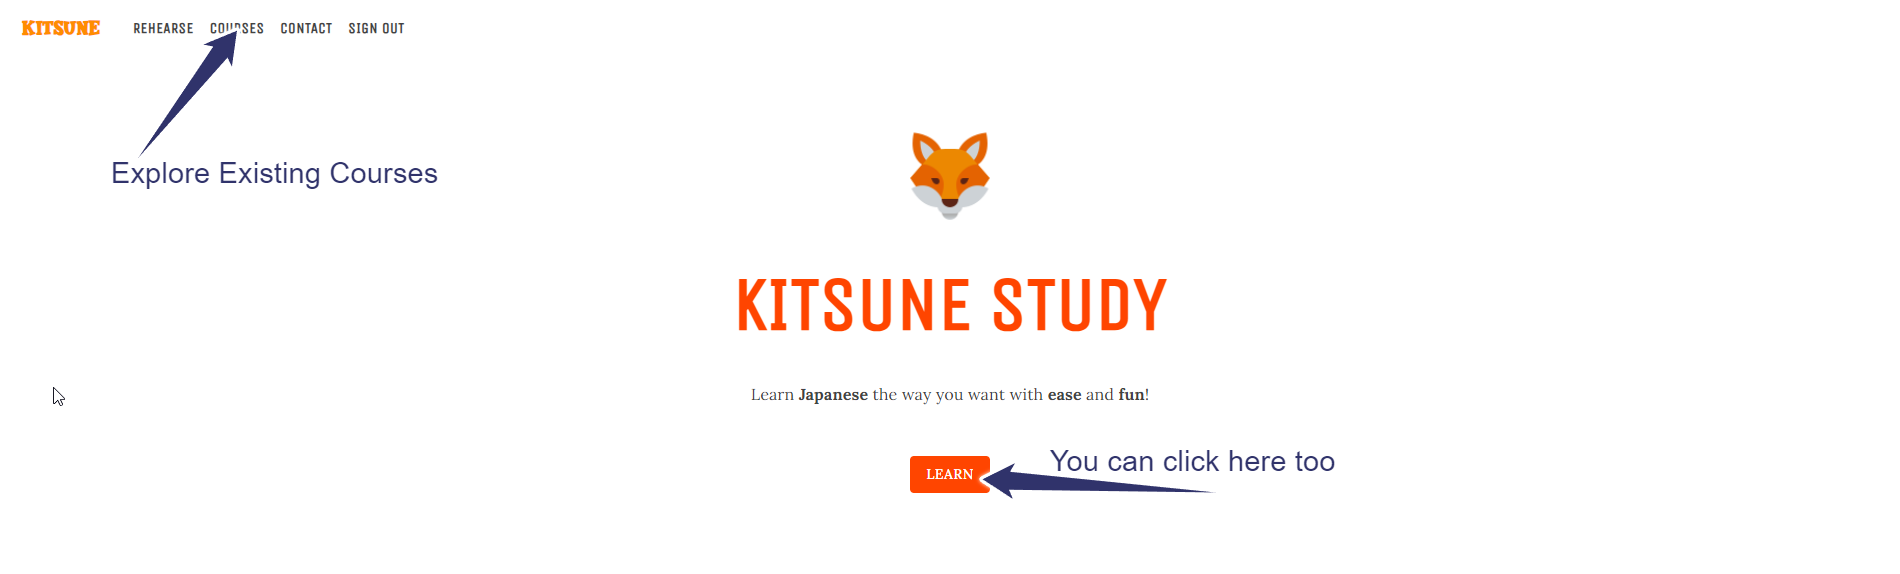 KITSUNE REHEARSE COURSES CONTACT SIGN OUT
Explore Existing Courses
KITSUNE STUDY
Learn Japanese the way you want with ease and fun!
LEARN
You can click here too